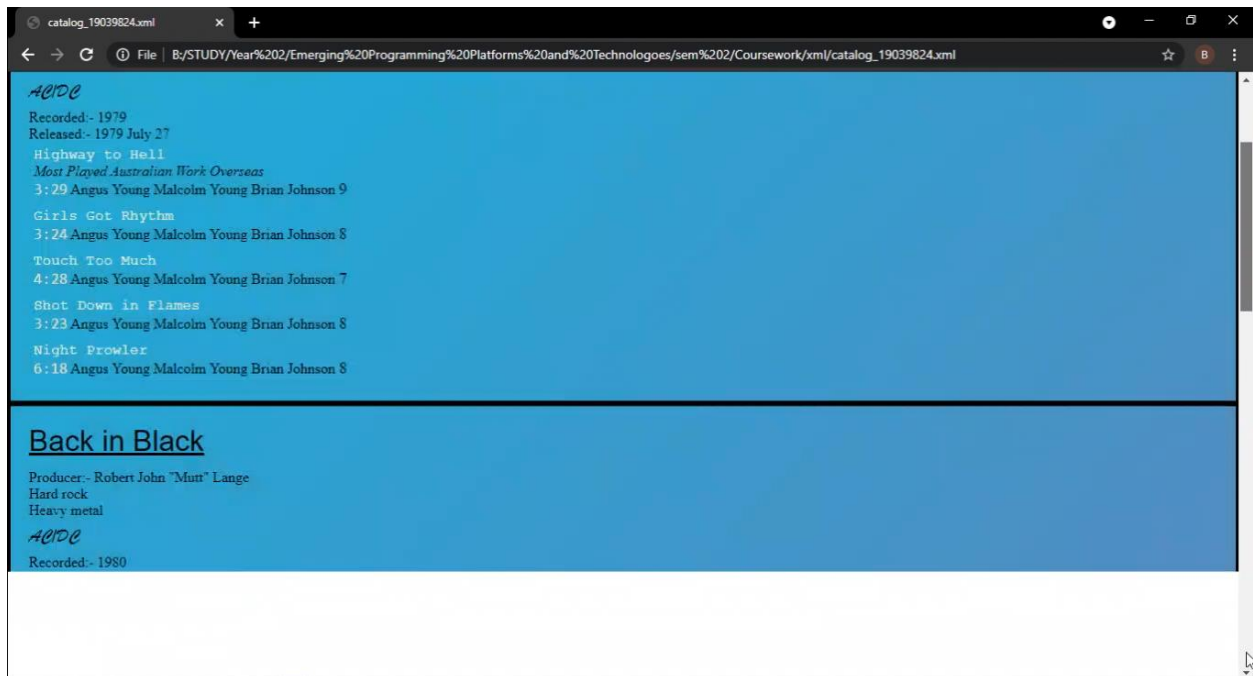 catalog_19039824.xml
File | B:/STUDY/Year%202/Emerging%20Programming%20Platforms%20and%20Technologoes/sem%202/Coursework/xml/catalog_19039824.xml
B
AC/DC
Recorded:- 1979
Released:- 1979 July 27
Highway to Hell
Most Played Australian Work Overseas
3:29 Angus Young Malcolm Young Brian Johnson 9
Girls Got Rhythm
3:24 Angus Young Malcolm Young Brian Johnson 8
Touch Too Much
4:28 Angus Young Malcolm Young Brian Johnson 7
Shot Down in Flames
3:23 Angus Young Malcolm Young Brian Johnson 8
Night Prowler
6:18 Angus Young Malcolm Young Brian Johnson 8
Back in Black
Producer:- Robert John "Mutt" Lange
Hard rock
Heavy metal
AC/DC
Recorded:- 1980